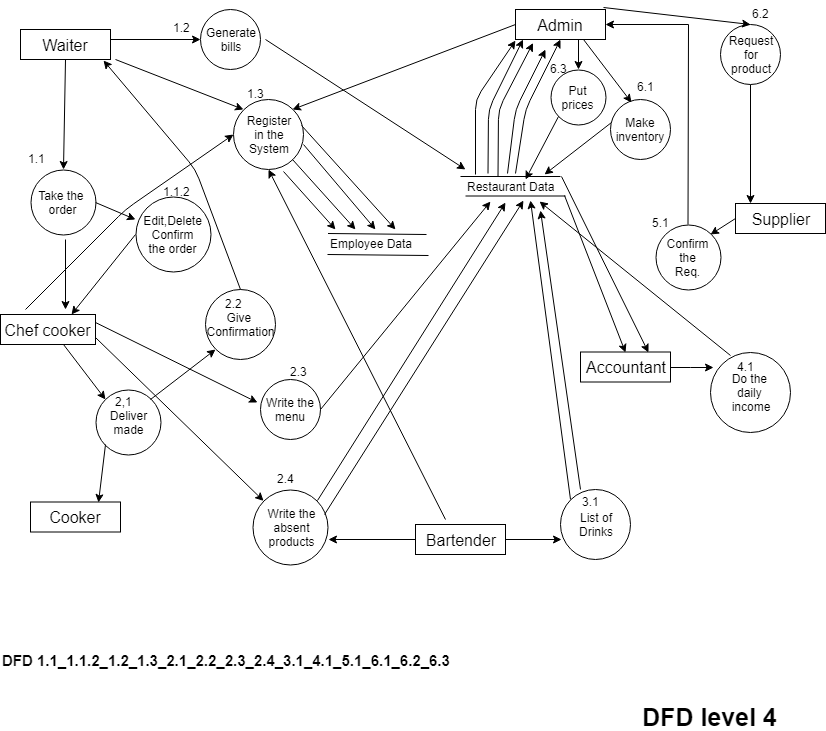 1.2
Generate
bills
Waiter
Admin
6.2
Request
for
product
6.3
Put
prices
6.1
Make
inventory
1.3
Register
in the
System
1.1
Take the
order
1.1.2
Edit,Delete
Confirm
the order
Restaurant Data
Employee Data
Supplier
5.1
Confirm
the
Req.
2.2
Give
Confirmation
Chef cooker
Accountant
4.1
Do the
daily
income
2.3
Write the
menu
2,1
Deliver
made
Cooker
2.4
Write the
absent
products
Bartender
3.1
List of
Drinks
DFD 1.1_1.1.2_1.2_1.3_2.1_2.2_2.3_2.4_3.1_4.1_5.1_6.1_6.2_6.3
DFD level 4